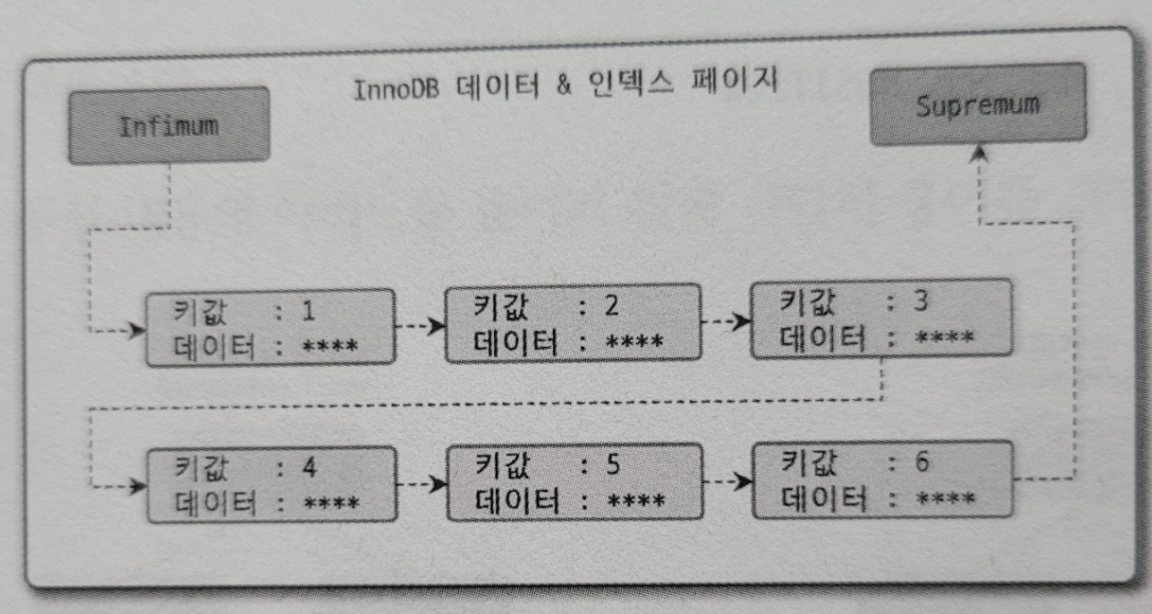 InnoDB 데이터 & 인덱스 페이지
Infimum
Supremum
키값 : 1
데이터 : ****
키값 : 2
데이터 : ****
키값 : 3
데이터 : ****
키값 : 4
데이터 : ****
키값 : 5
데이터 : ****
키값 : 6
데이터 : ****